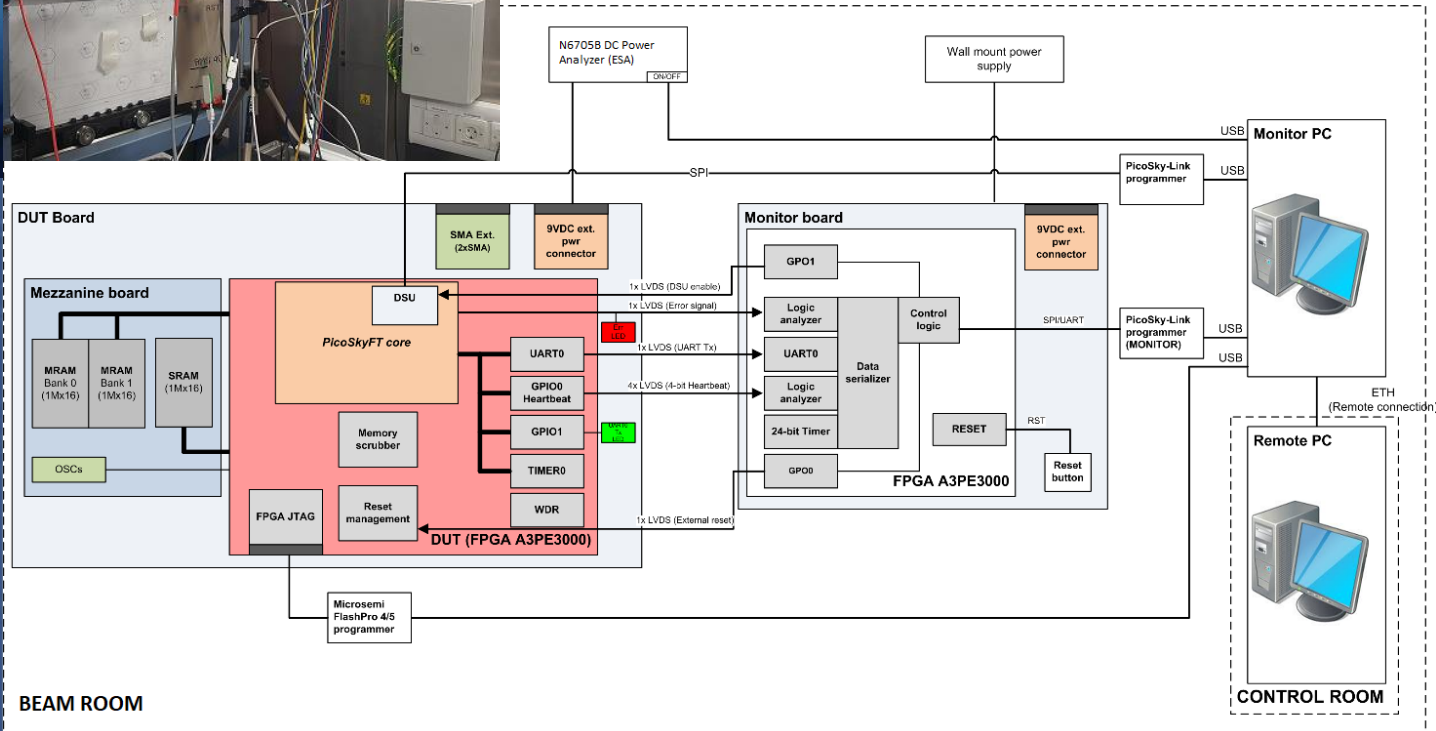 N6705B DC Power
Analyzer (ESA)
ON/OFF
Wall mount power
supply
USB
Monitor PC
SPI
PicoSky-Link
programmer
USB
DUT Board
SMA Ext.
(2xSMA)
9VDC ext.
pwr
connector
Monitor board
9VDC ext.
pwr
connector
Mezzanine board
DSU
PicoSkyFT core
GPO1
1x LVDS (DSU enable)
1x LVDS (Error signal)
Err
LED
Logic
analyzer
Control
logic
SPI/UART
PicoSky-Link
programmer
(MONITOR)
USB
USB
MRAM
Bank 0
(1Mx16)
MRAM
Bank 1
(1Mx16)
SRAM
(1Mx16)
UART0
1x LVDS (UART Tx)
UART0
Data
serializer
GPIO0
Heartbeat
4x LVDS (4-bit Heartbeat)
Logic
analyzer
ETH
(Remote connection)
Memory
scrubber
GPIO1
Tx
LED
24-bit Timer
RESET
RST
Remote PC
OSCs
TIMER0
GPO0
FPGA A3PE3000
Reset
button
FPGA JTAG
Reset
management
WDR
1x LVDS (External reset)
DUT (FPGA A3PE3000)
Microsemi
FlashPro 4/5
programmer
BEAM ROOM
CONTROL ROOM